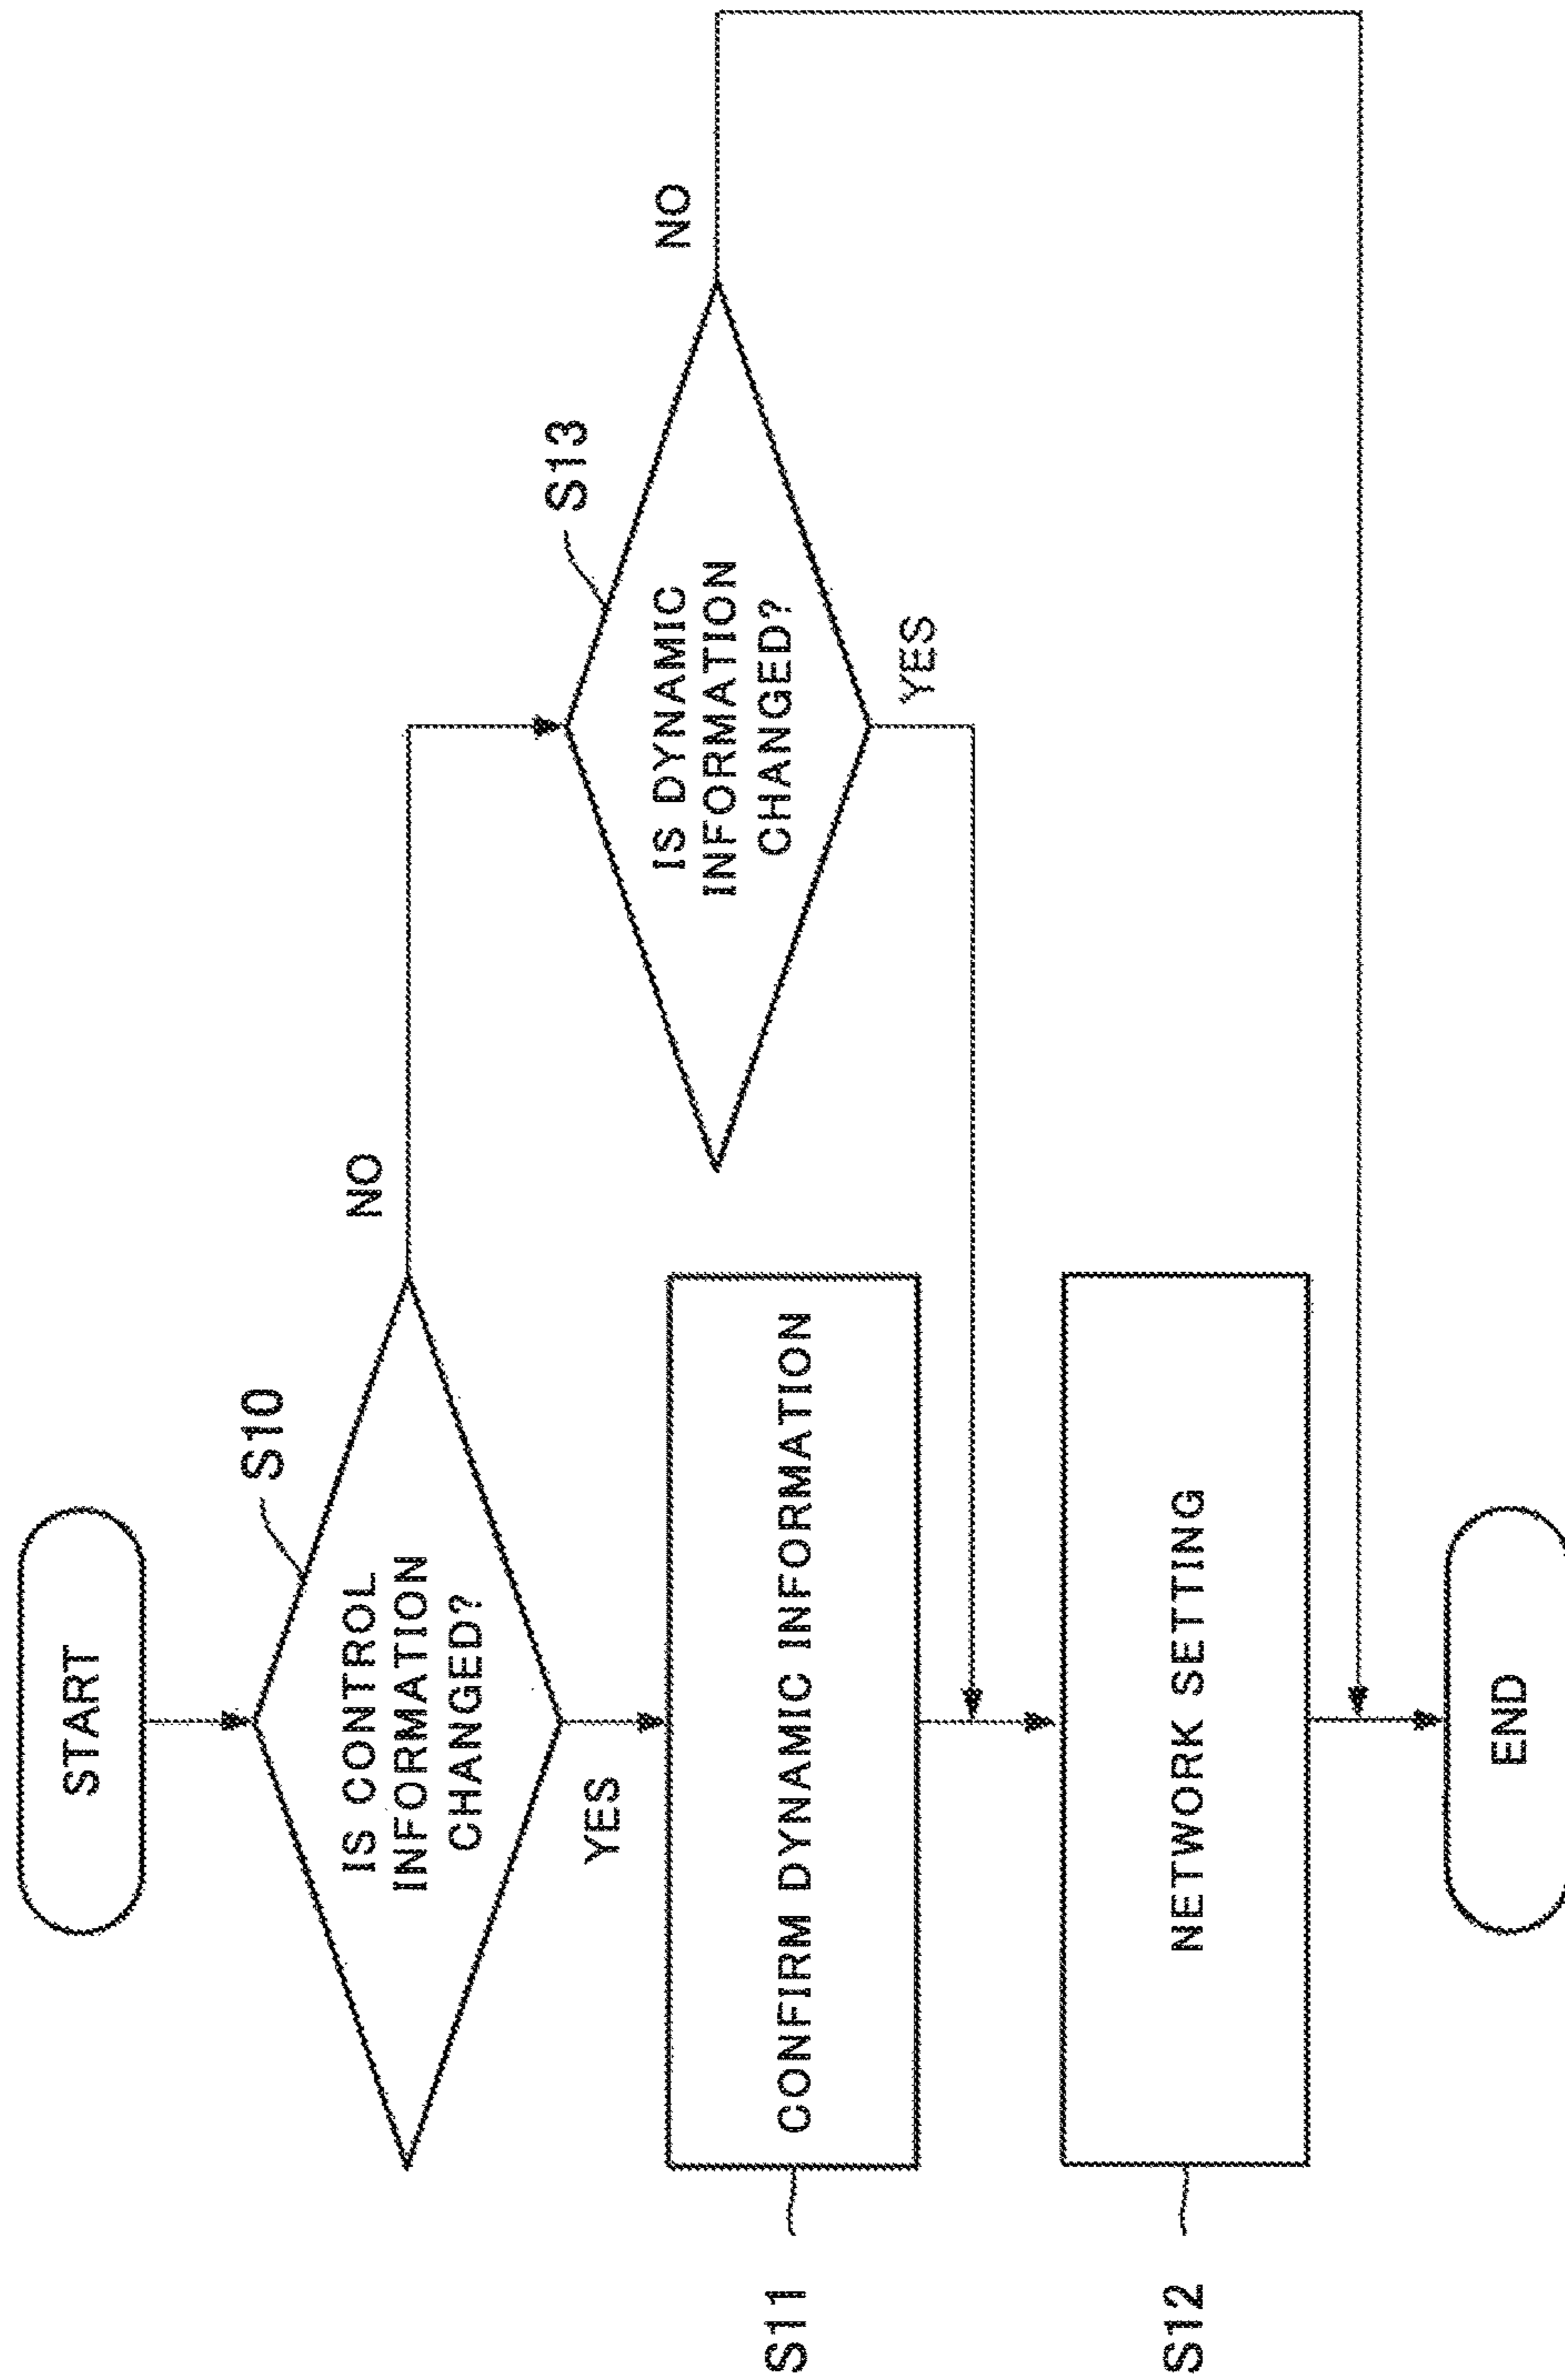 START
S10
IS CONTROL
INFORMATION
CHANGED?
NO
YES
S13
IS DYNAMIC
INFORMATION
CHANGED?
NO
YES
S11
CONFIRM DYNAMIC INFORMATION
S12
NETWORK SETTING
END